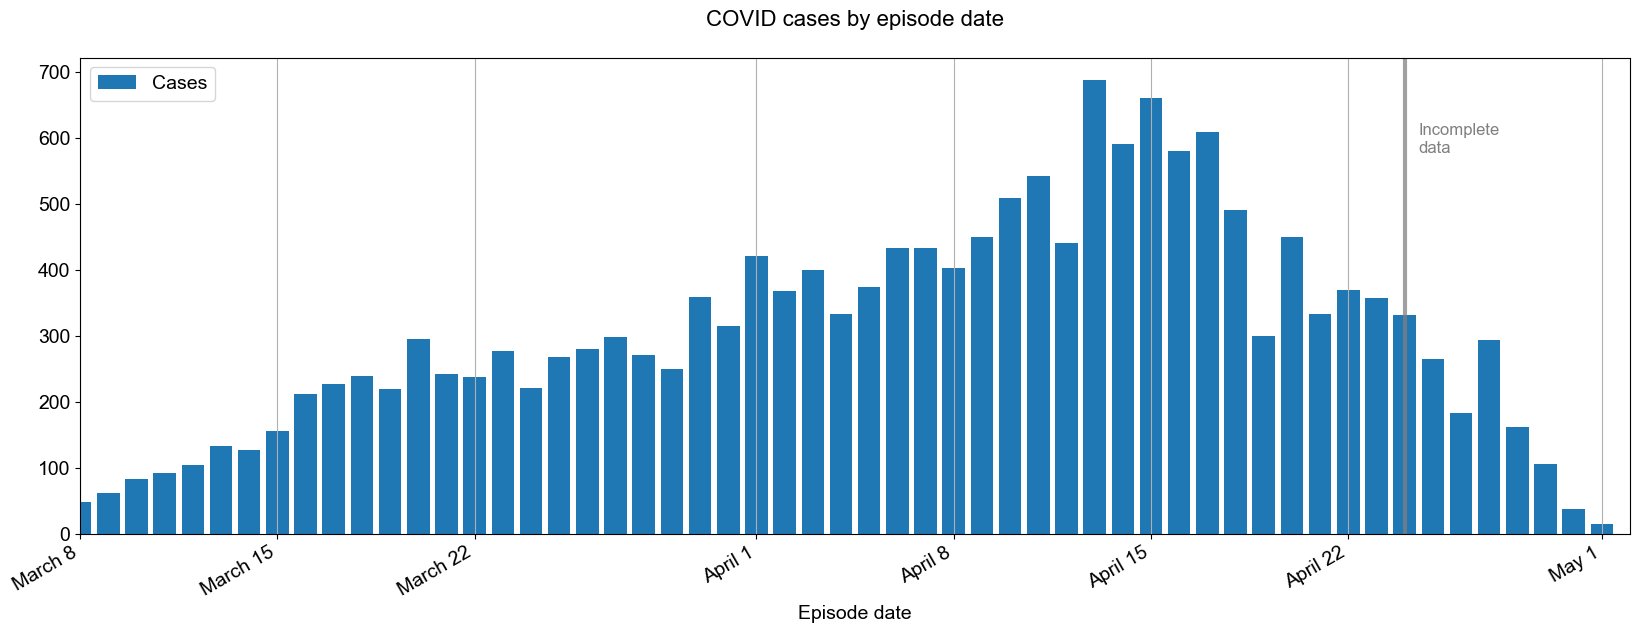 COVID cases by episode date
700
600
500
400
300
200
100
0
Cases
Incomplete
data
March 8
March 15
March 22
April 1
April 8
April 15
April 22
May 1
Episode date